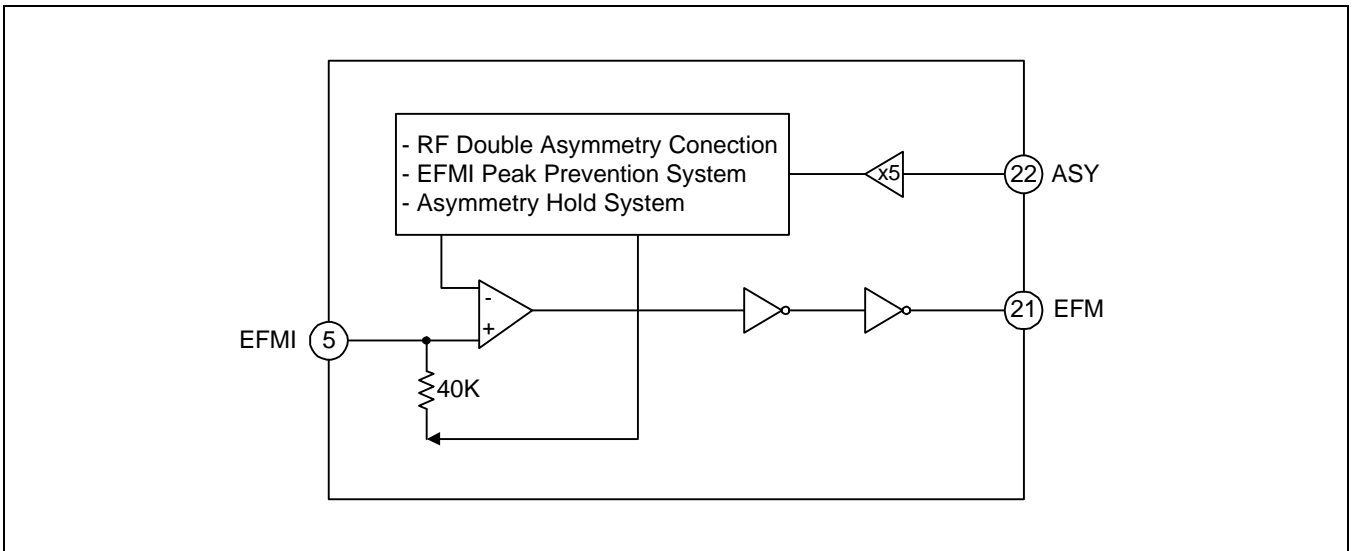 - RF Double Asymmetry Conection
- EFMI Peak Prevention System
- Asymmetry Hold System
x5
22 ASY
-
+
21 EFM
EFMI 5
40K